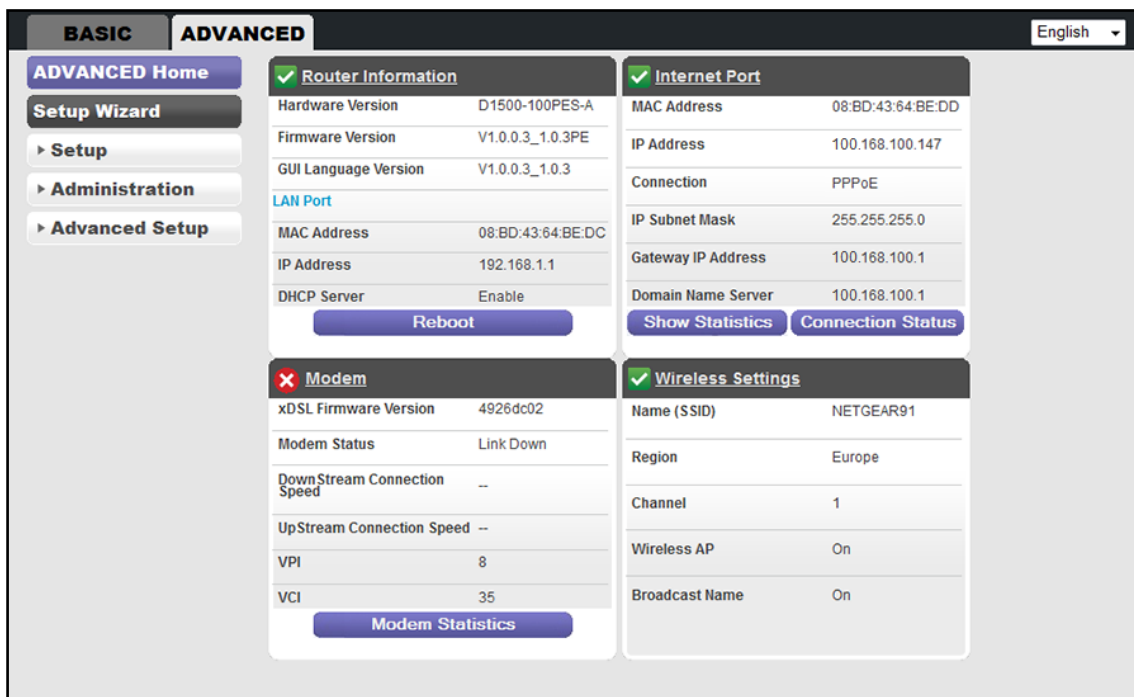 BASIC ADVANCED English
ADVANCED Home
Setup Wizard
Setup
Administration
Advanced Setup
Router Information
Hardware Version D1500-100PES-A
Firmware Version V1.0.0.3_1.0.3PE
GUI Language Version V1.0.0.3_1.0.3
LAN Port
MAC Address 08:BD:43:64:BE:DC
IP Address 192.168.1.1
DHCP Server Enable
Reboot
Internet Port
MAC Address 08:BD:43:64:BE:DD
IP Address 100.168.100.147
Connection PPPoE
IP Subnet Mask 255.255.255.0
Gateway IP Address 100.168.100.1
Domain Name Server 100.168.100.1
Show Statistics Connection Status
Modem
xDSL Firmware Version 4926dc02
Modem Status Link Down
DownStream Connection
Speed --
UpStream Connection Speed --
VPI 8
VCI 35
Modem Statistics
Wireless Settings
Name (SSID) NETGEAR91
Region Europe
Channel 1
Wireless AP On
Broadcast Name On